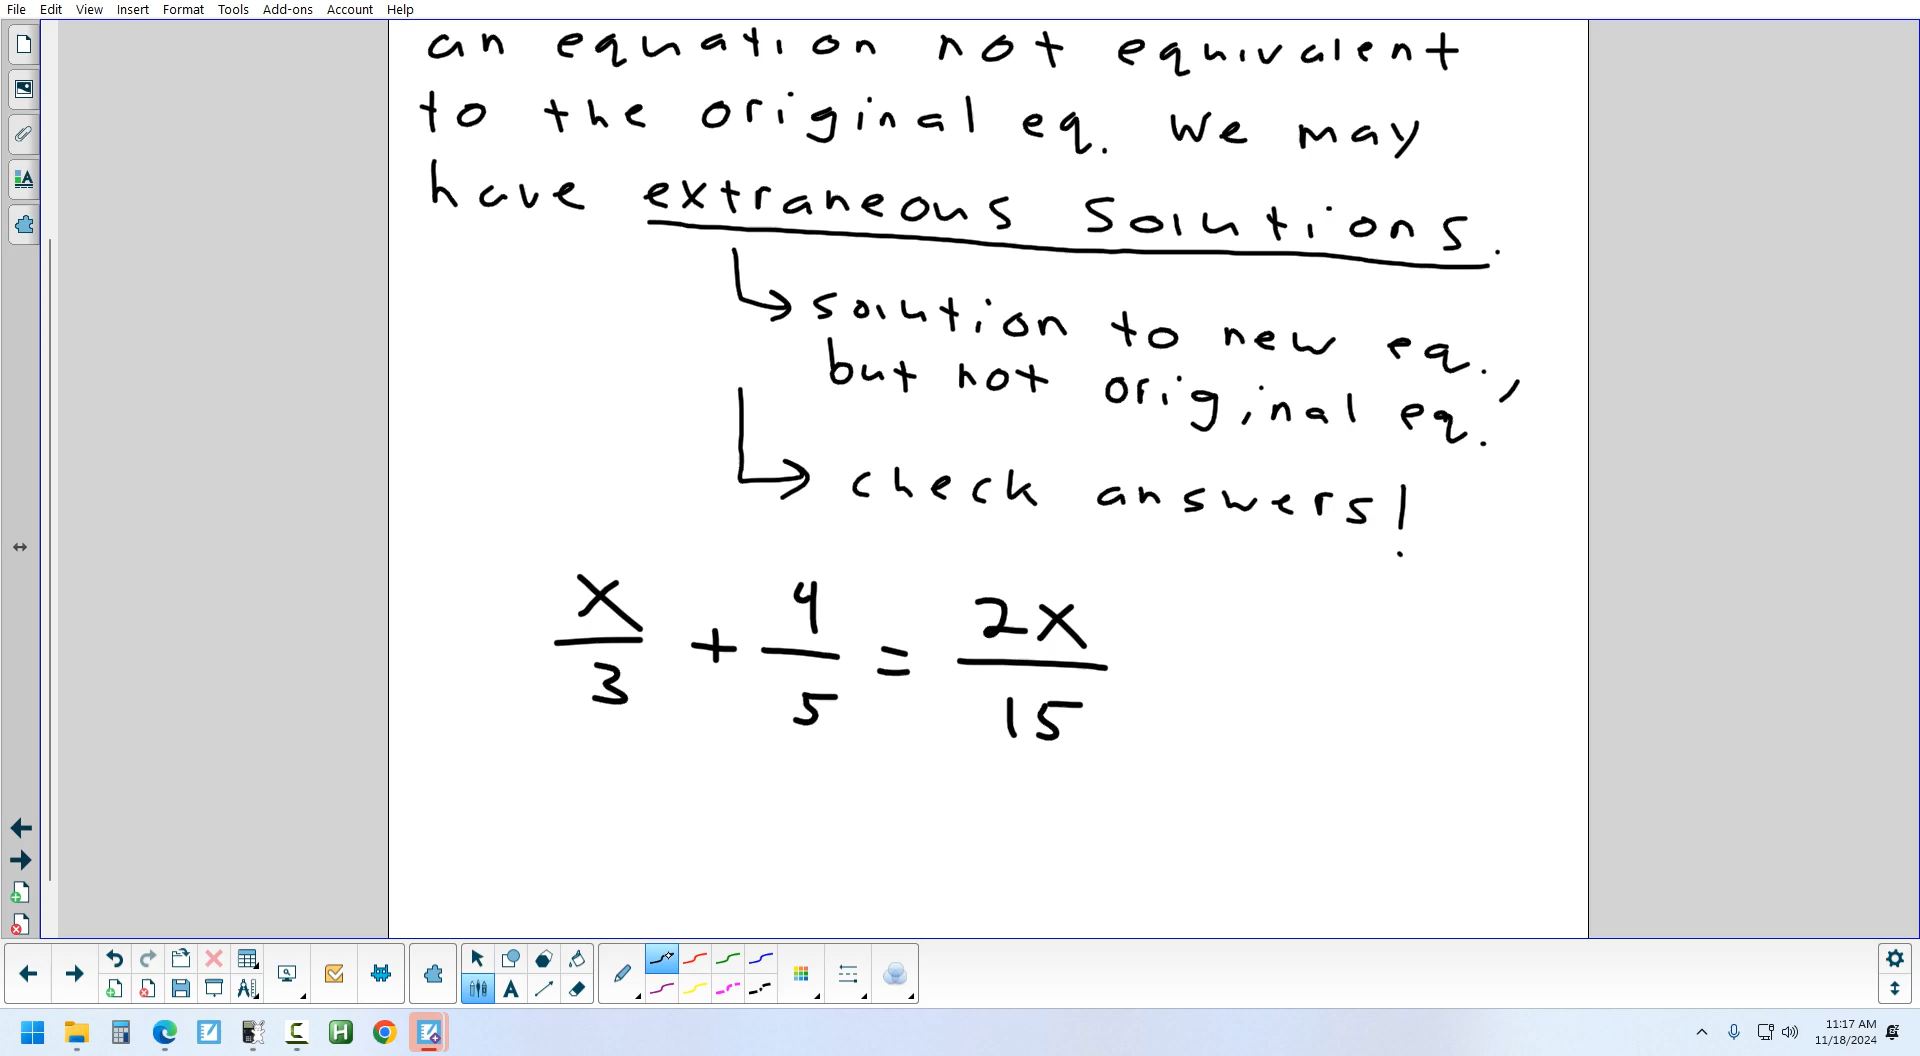 File Edit View Insert Format Tools Add-ons Account Help
an equation not equivalent
to the original eq. We may
have extraneous solutions.
solution to new eq.,
but not original eq.
check answers!
x/3 + 4/5 = 2x/15
11:17 AM
11/18/2024